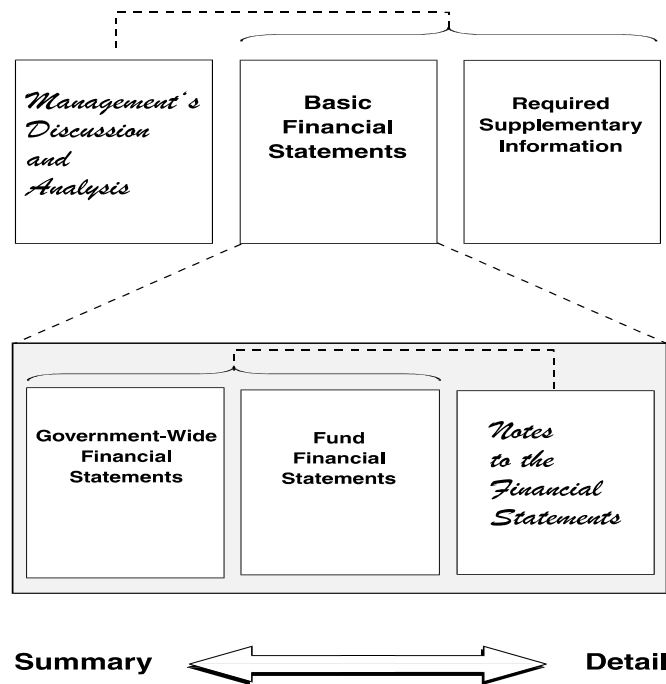 Management's
Discussion
and
Analysis
Basic
Financial
Statements
Required
Supplementary
Information
Government-Wide
Financial
Statements
Fund
Financial
Statements
Notes
to the
Financial
Statements
Summary
Detail